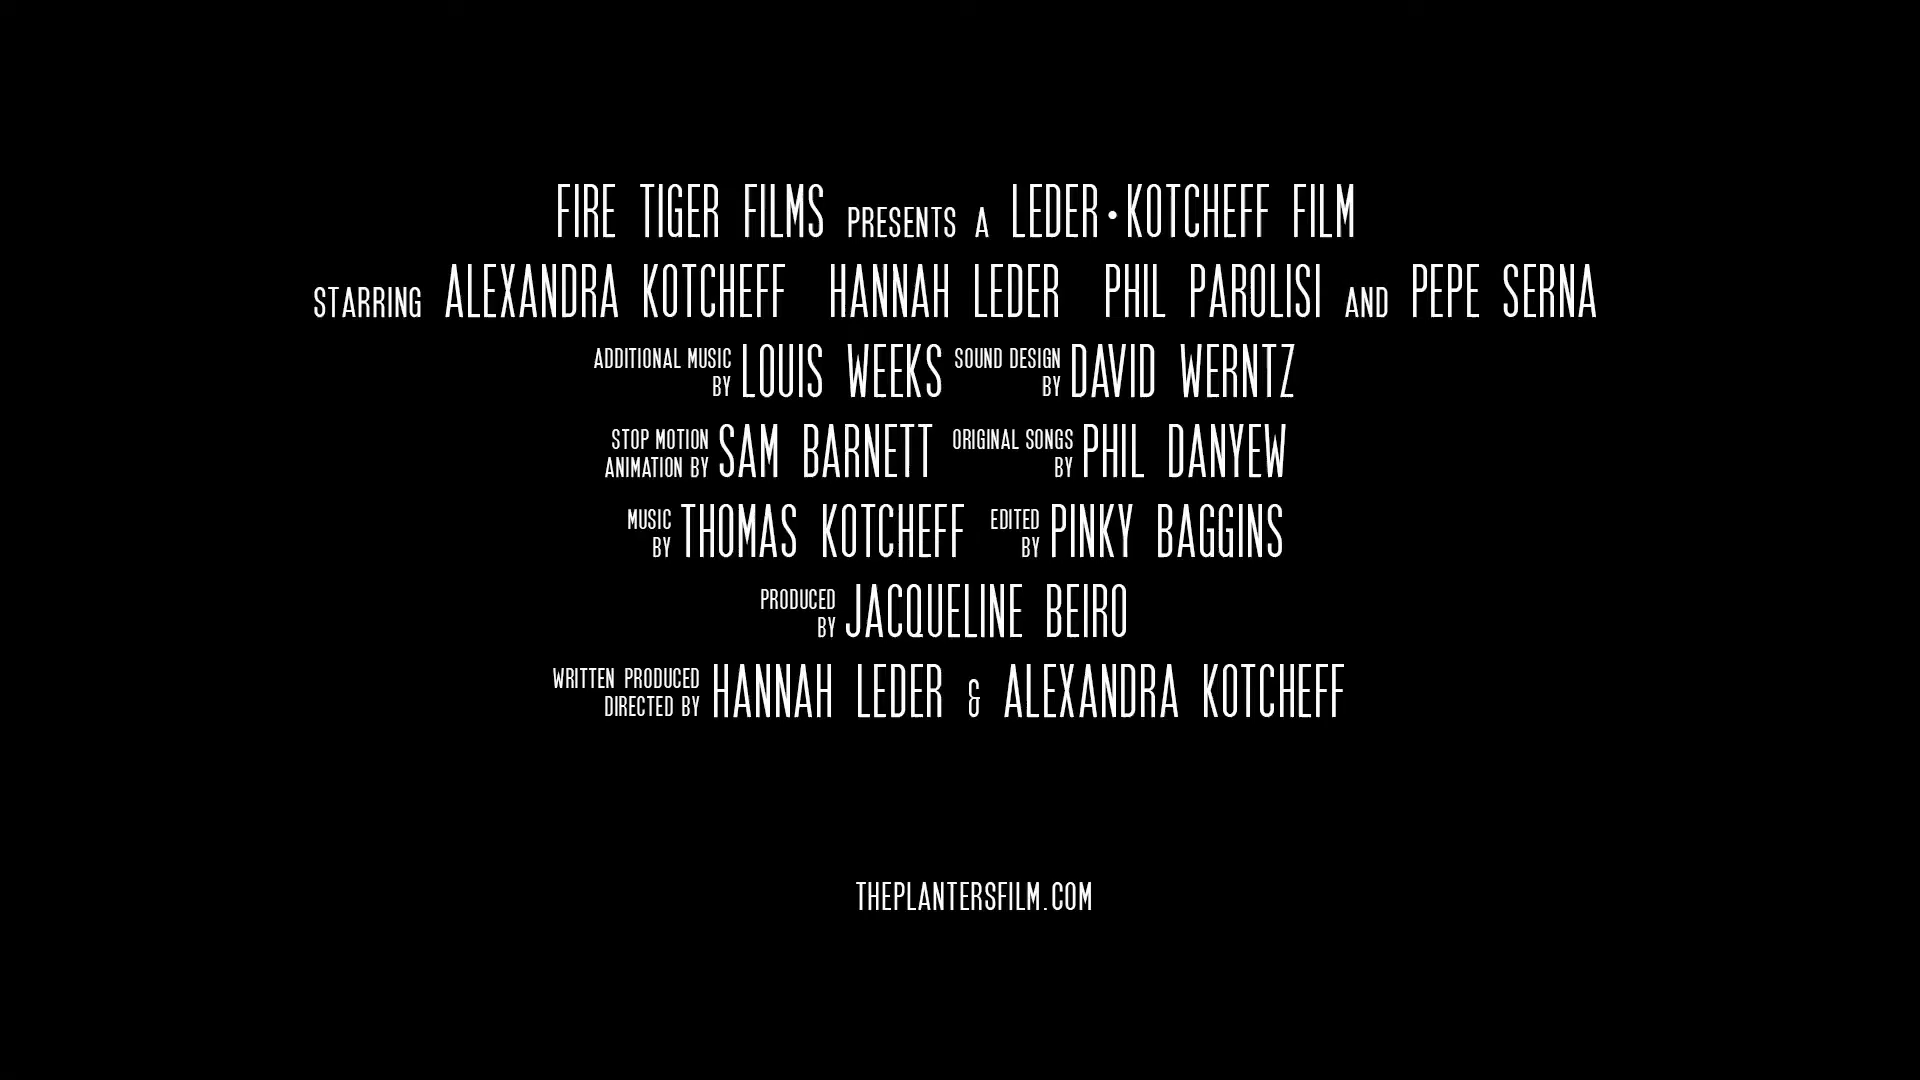 FIRE TIGER FILMS PRESENTS A LEDER·KOTCHEFF FILM
STARRING ALEXANDRA KOTCHEFF HANNAH LEDER PHIL PAROLISI AND PEPE SERNA
ADDITIONAL MUSIC BY LOUIS WEEKS SOUND DESIGN BY DAVID WERNTZ
STOP MOTION ANIMATION BY SAM BARNETT ORIGINAL SONGS BY PHIL DANYEW
MUSIC BY THOMAS KOTCHEFF EDITED BY PINKY BAGGINS
PRODUCED BY JACQUELINE BEIRO
WRITTEN PRODUCED DIRECTED BY HANNAH LEDER & ALEXANDRA KOTCHEFF
THEPLANTERSFILM.COM